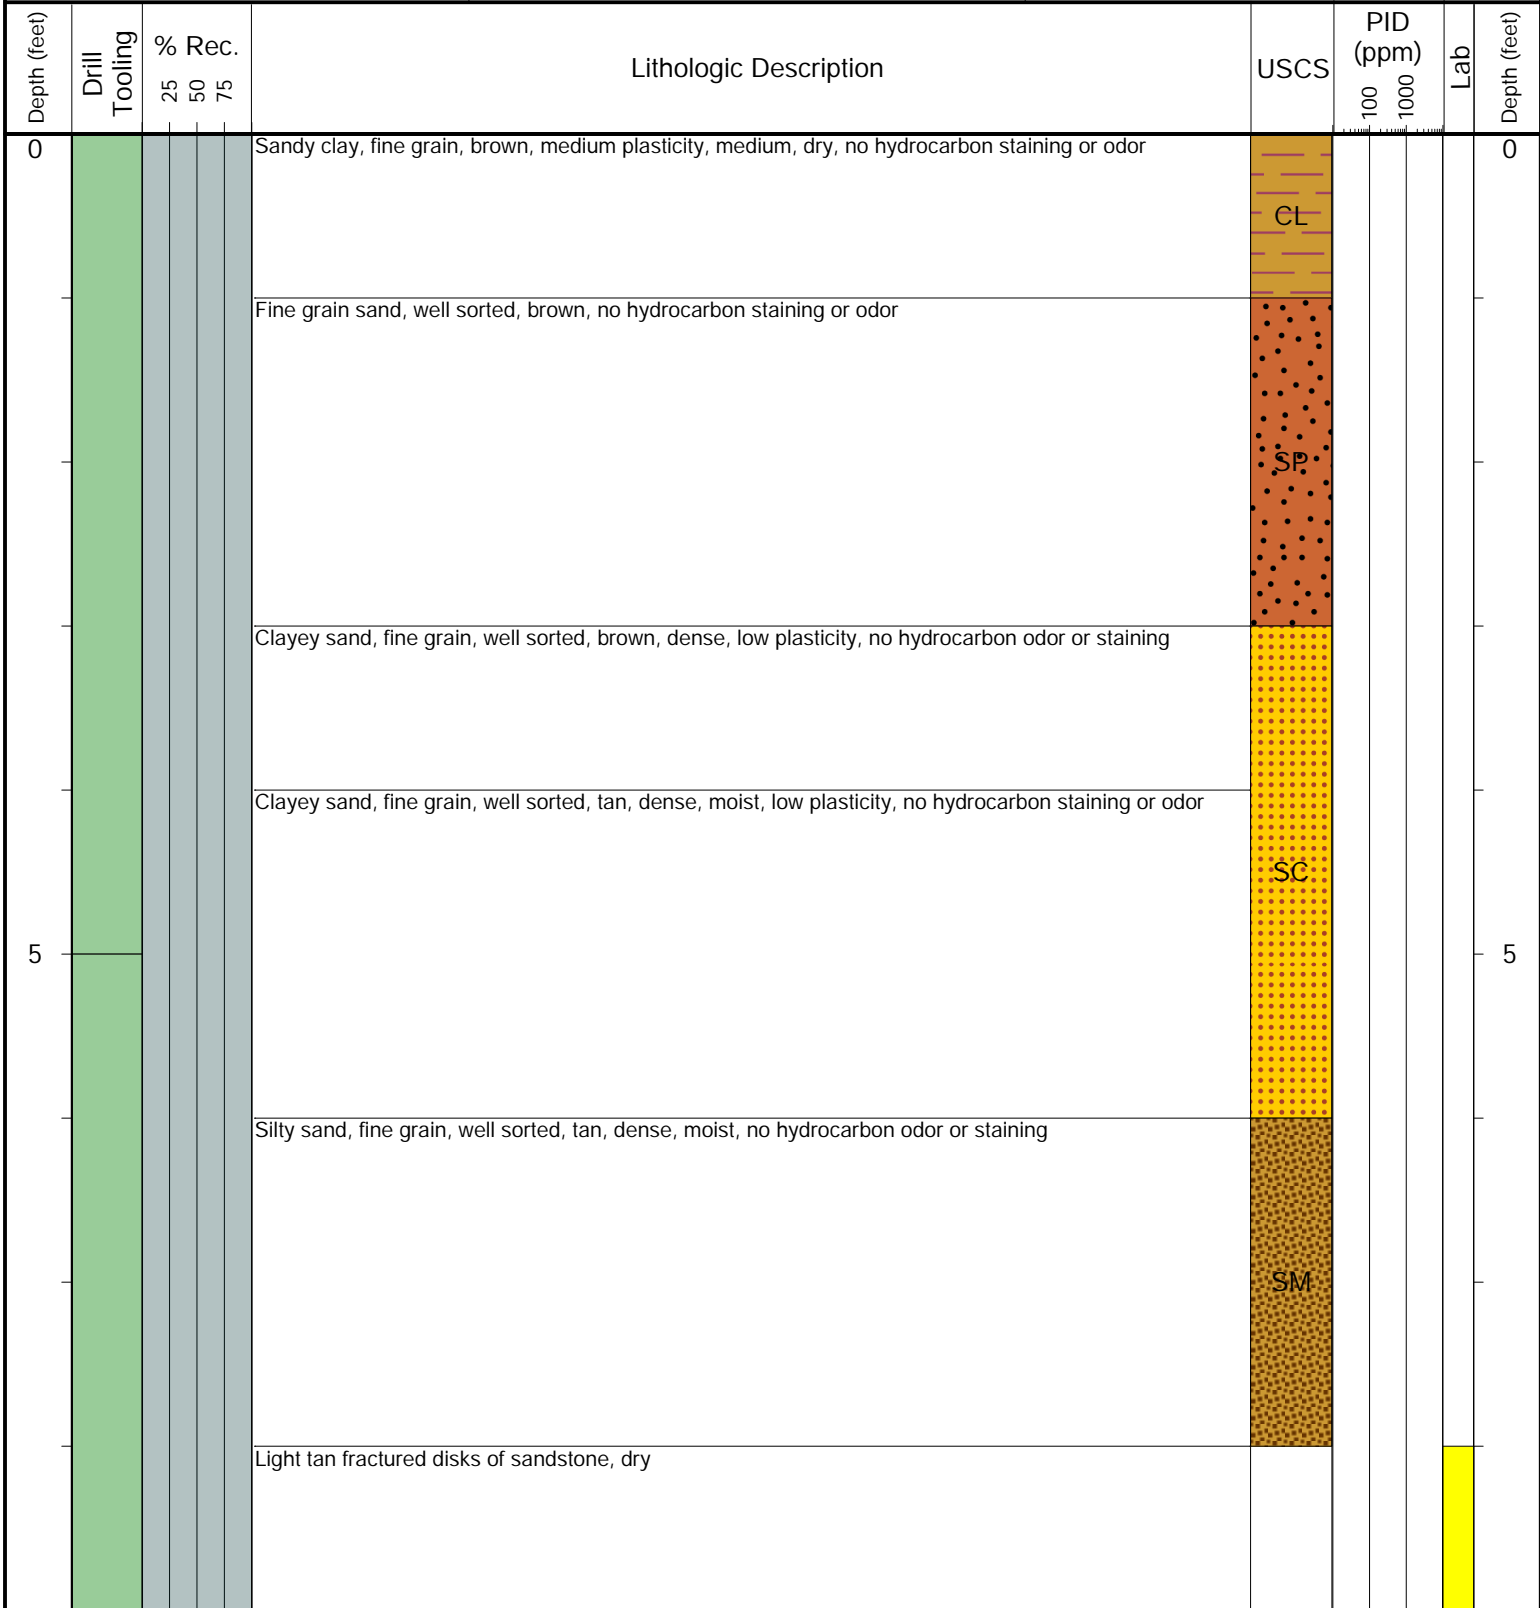 Depth (feet)
Drill
Tooling
% Rec.
25
50
75
Lithologic Description
USCS
PID
(ppm)
100
1000
Lab
Depth (feet)
0
Sandy clay, fine grain, brown, medium plasticity, medium, dry, no hydrocarbon staining or odor
0
CL
Fine grain sand, well sorted, brown, no hydrocarbon staining or odor
SP
Clayey sand, fine grain, well sorted, brown, dense, low plasticity, no hydrocarbon odor or staining
Clayey sand, fine grain, well sorted, tan, dense, moist, low plasticity, no hydrocarbon staining or odor
SC
5
5
Silty sand, fine grain, well sorted, tan, dense, moist, no hydrocarbon odor or staining
SM
Light tan fractured disks of sandstone, dry